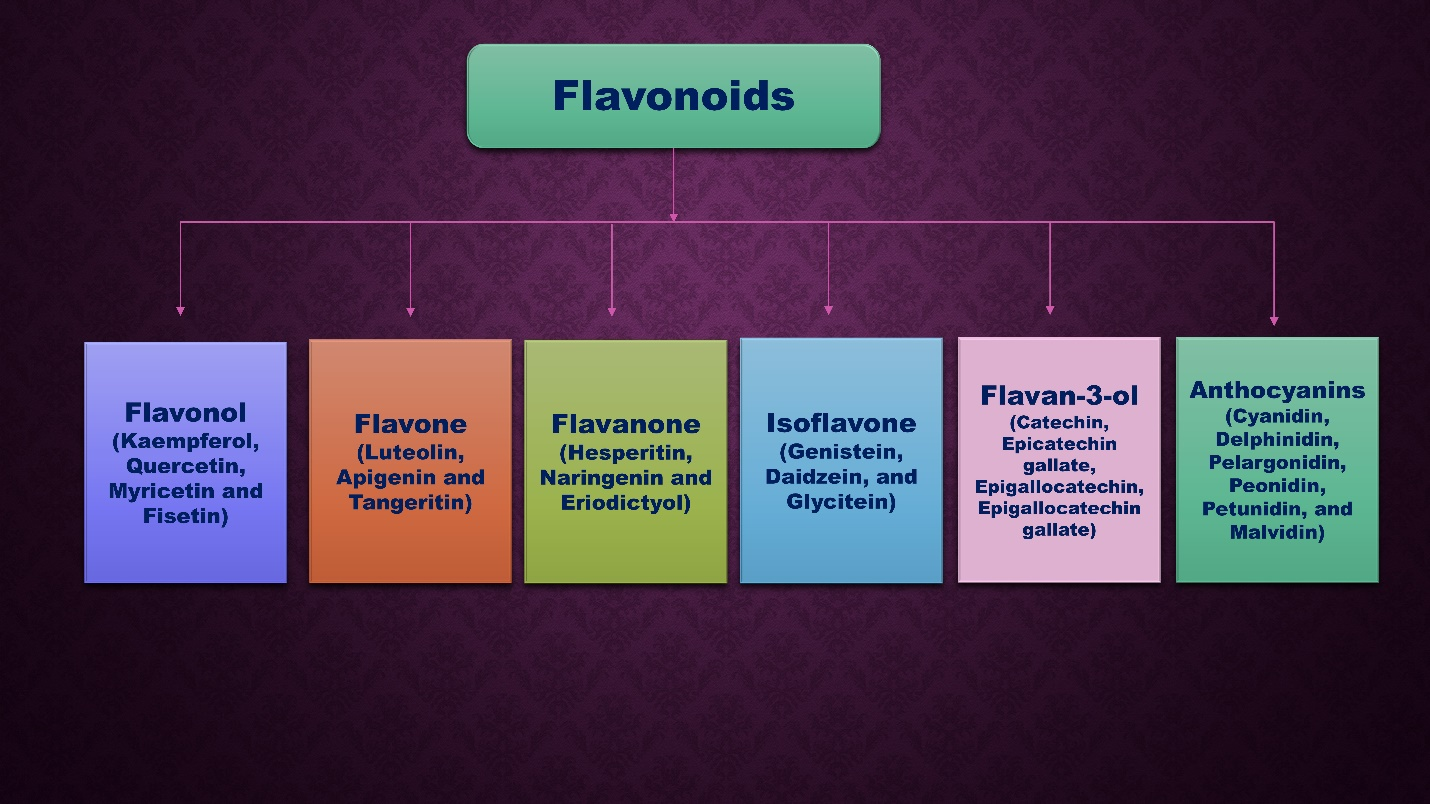 Flavonoids
Flavonol
(Kaempferol,
Quercetin,
Myricetin and
Fisetin)
Flavone
(Luteolin,
Apigenin and
Tangeritin)
Flavanone
(Hesperitin,
Naringenin and
Eriodictyol)
Isoflavone
(Genistein,
Daidzein, and
Glycitein)
Flavan-3-ol
(Catechin,
Epicatechin
gallate,
Epigallocatechin,
Epigallocatechin
gallate)
Anthocyanins
(Cyanidin,
Delphinidin,
Pelargonidin,
Peonidin,
Petunidin, and
Malvidin)